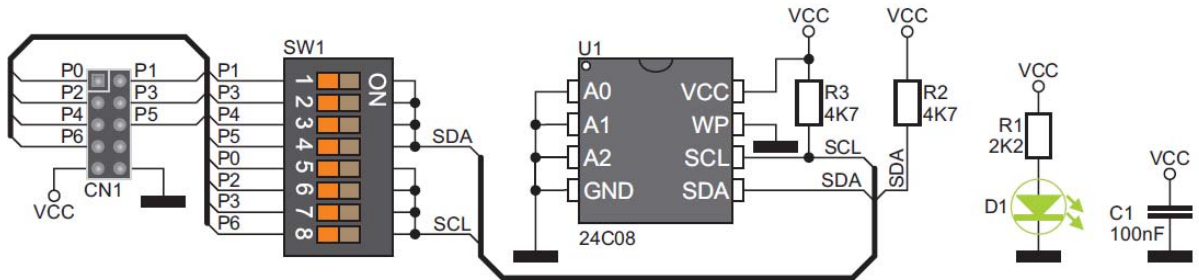 P0
P2
P4
P6
P1
P3
P5
VCC
CN1
P1
P3
P4
P5
P0
P2
P3
P6
SW1
1
2
3
4
5
6
7
8
ON
SDA
SCL
U1
A0
A1
A2
GND
VCC
WP
SCL
SDA
24C08
VCC
R3
4K7
SCL
SDA
VCC
R2
4K7
SDA
VCC
R1
2K2
D1
VCC
C1
100nF